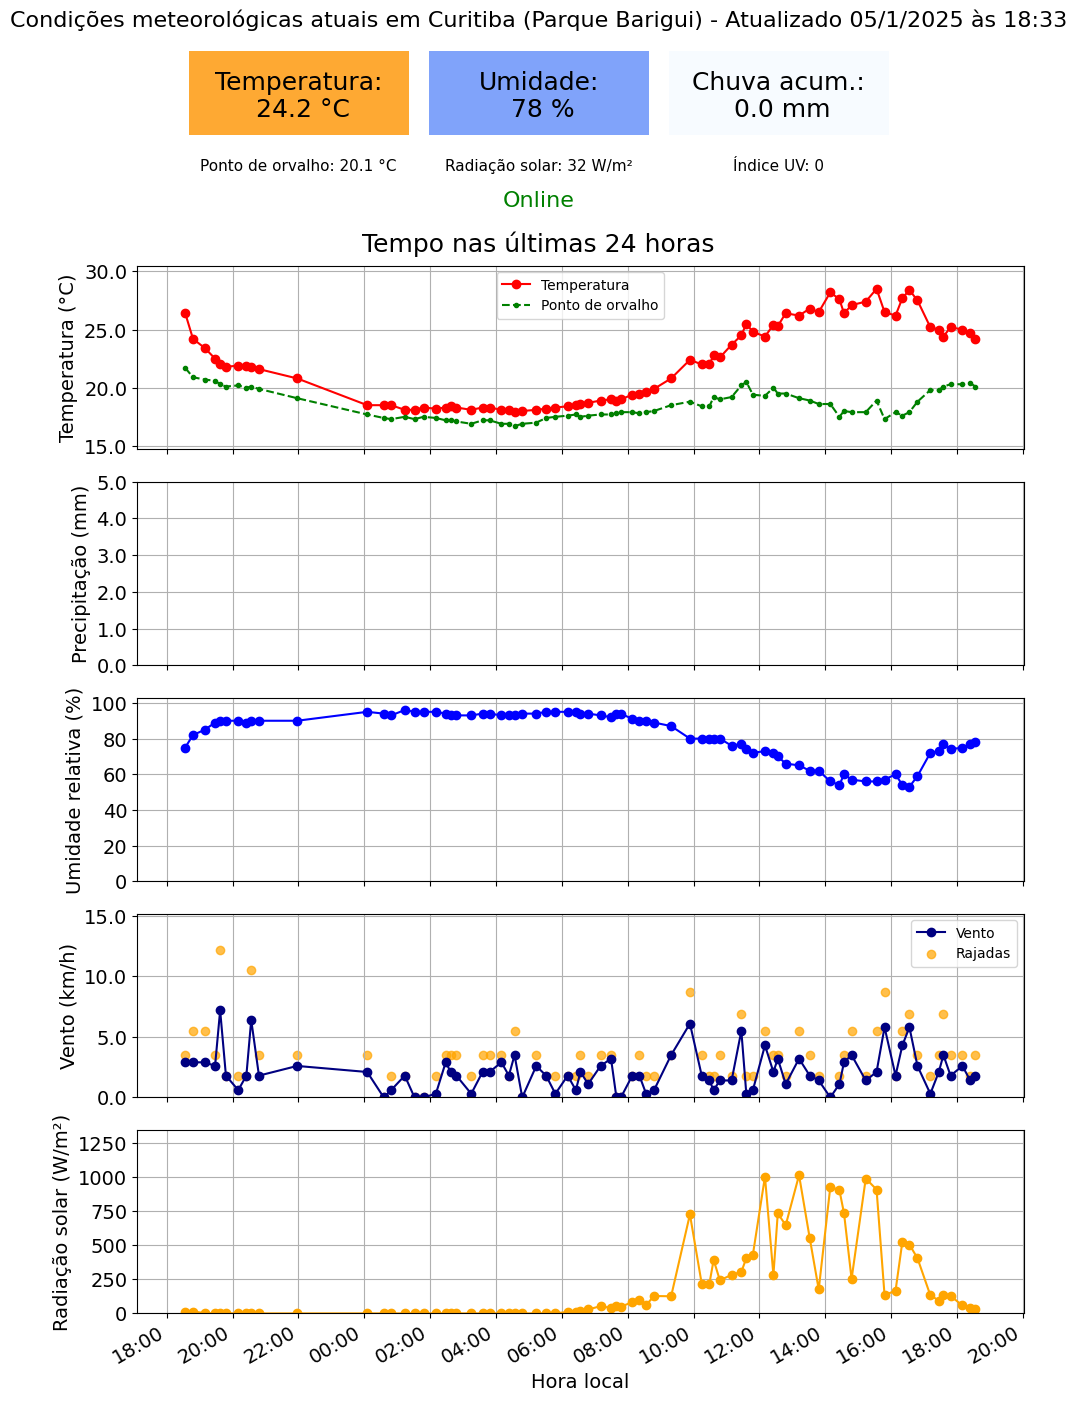 Condições meteorológicas atuais em Curitiba (Parque Barigui) - Atualizado 05/1/2025 às 18:33
Temperatura:
24.2 °C
Umidade:
78 %
Chuva acum.:
0.0 mm
Ponto de orvalho: 20.1 °C
Radiação solar: 32 W/m²
Índice UV: 0
Online
Tempo nas últimas 24 horas
Temperatura (°C)
30.0
25.0
20.0
15.0
Temperatura
Ponto de orvalho
Precipitação (mm)
5.0
4.0
3.0
2.0
1.0
0.0
Umidade relativa (%)
100
80
60
40
20
0
Vento (km/h)
15.0
10.0
5.0
0.0
Vento
Rajadas
Radiação solar (W/m²)
1250
1000
750
500
250
0
18:00
20:00
22:00
00:00
02:00
04:00
06:00
08:00
10:00
12:00
14:00
16:00
18:00
20:00
Hora local